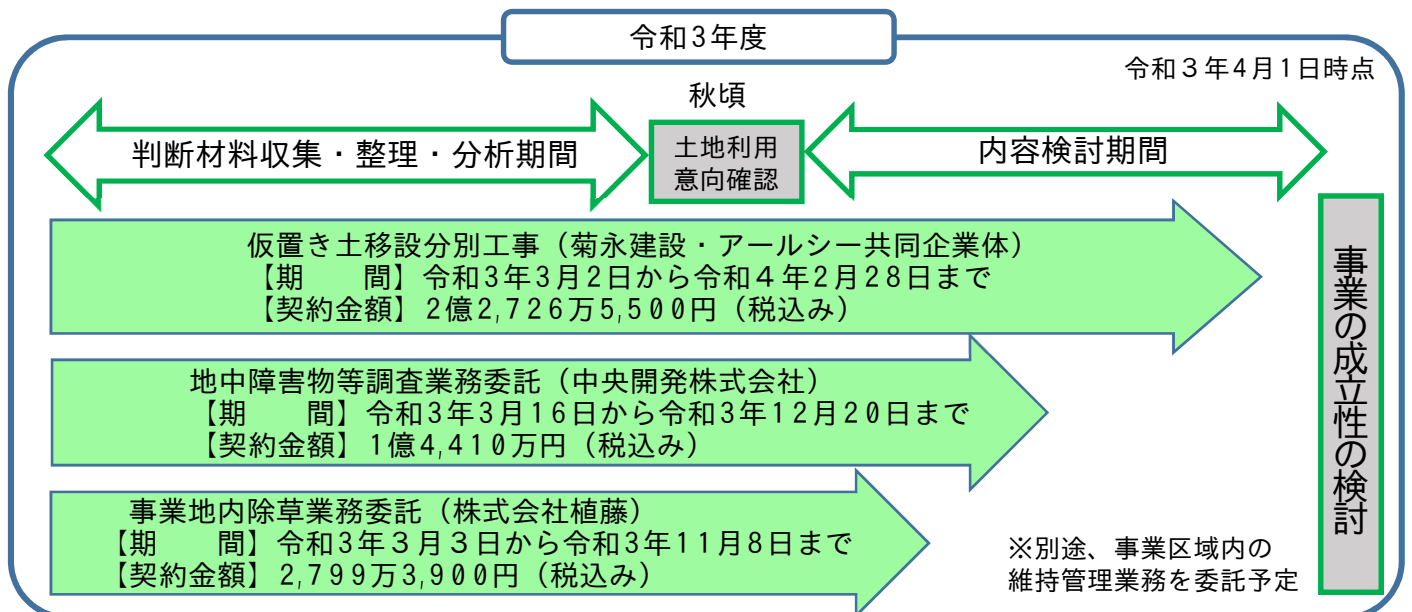 令和3年度
令和３年4月1日時点
秋頃
判断材料収集・整理・分析期間
土地利用
意向確認
内容検討期間
仮置き土移設分別工事（菊永建設・アールシー共同企業体）
【期　　間】令和3年3月2日から令和４年2月28日まで
【契約金額】2億2,726万5,500円（税込み）
地中障害物等調査業務委託（中央開発株式会社）
【期　　間】令和3年3月16日から令和3年12月20日まで
【契約金額】1億4,410万円（税込み）
事業地内除草業務委託（株式会社植藤）
【期　　間】令和3年３月３日から令和3年11月8日まで
【契約金額】2,799万3,900円（税込み）
※別途、事業区域内の
維持管理業務を委託予定
事業の成立性の検討